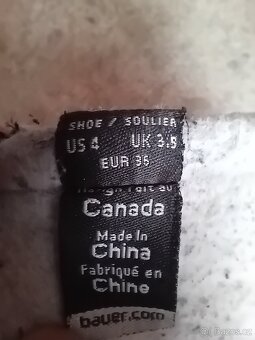 SHOE / SOULIER
US 4 UK 3.5
EUR 36
Canada
Made in
China
Fabriqué en
Chine
bauer.com